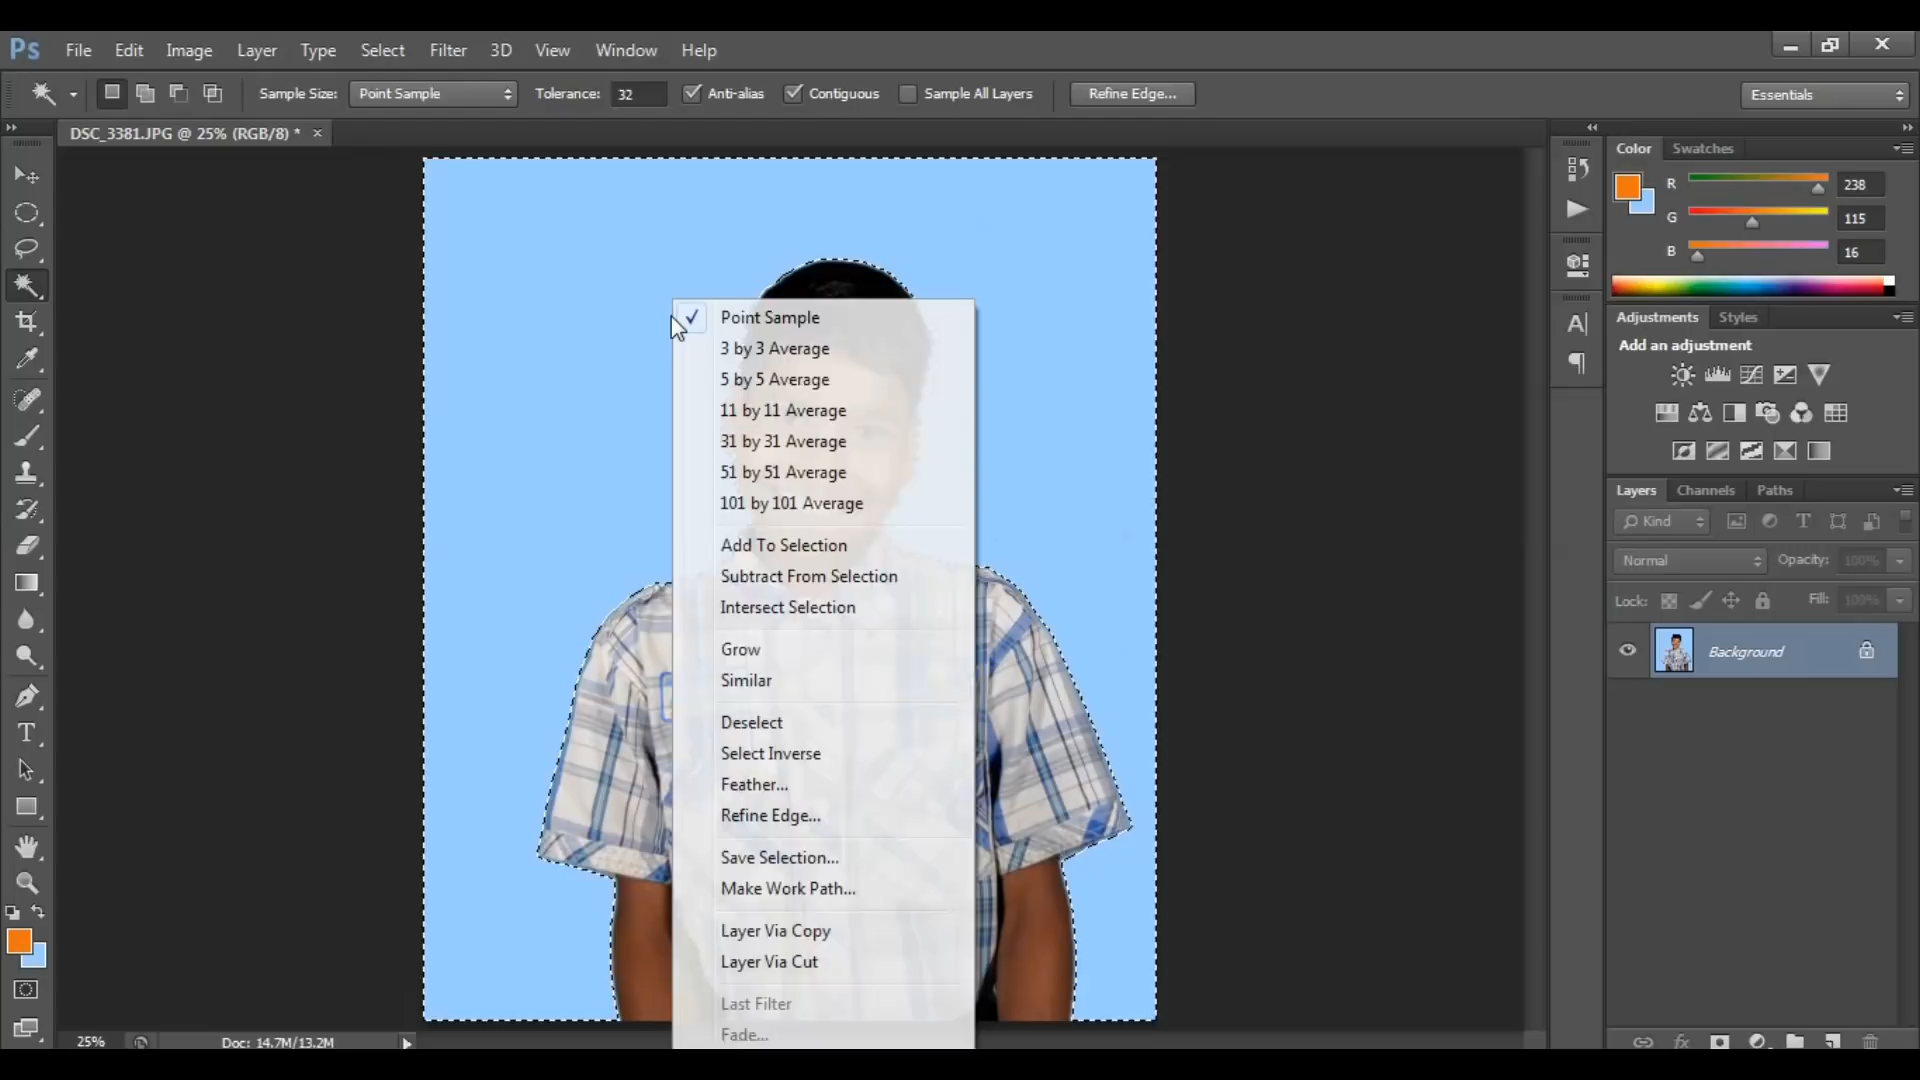 Ps File Edit Image Layer Type Select Filter 3D View Window Help
Sample Size: Point Sample Tolerance: 32 Anti-alias Contiguous Sample All Layers Refine Edge... Essentials
DSC_3381.JPG @ 25% (RGB/8) * ×
Color Swatches
R 238
G 115
B 16
Adjustments Styles
Add an adjustment
Layers Channels Paths
Kind
Normal Opacity: 100%
Lock: Fill: 100%
Background
Point Sample
3 by 3 Average
5 by 5 Average
11 by 11 Average
31 by 31 Average
51 by 51 Average
101 by 101 Average
Add To Selection
Subtract From Selection
Intersect Selection
Grow
Similar
Deselect
Select Inverse
Feather...
Refine Edge...
Save Selection...
Make Work Path...
Layer Via Copy
Layer Via Cut
Last Filter
Fade...
25% Doc: 14.7M/13.2M